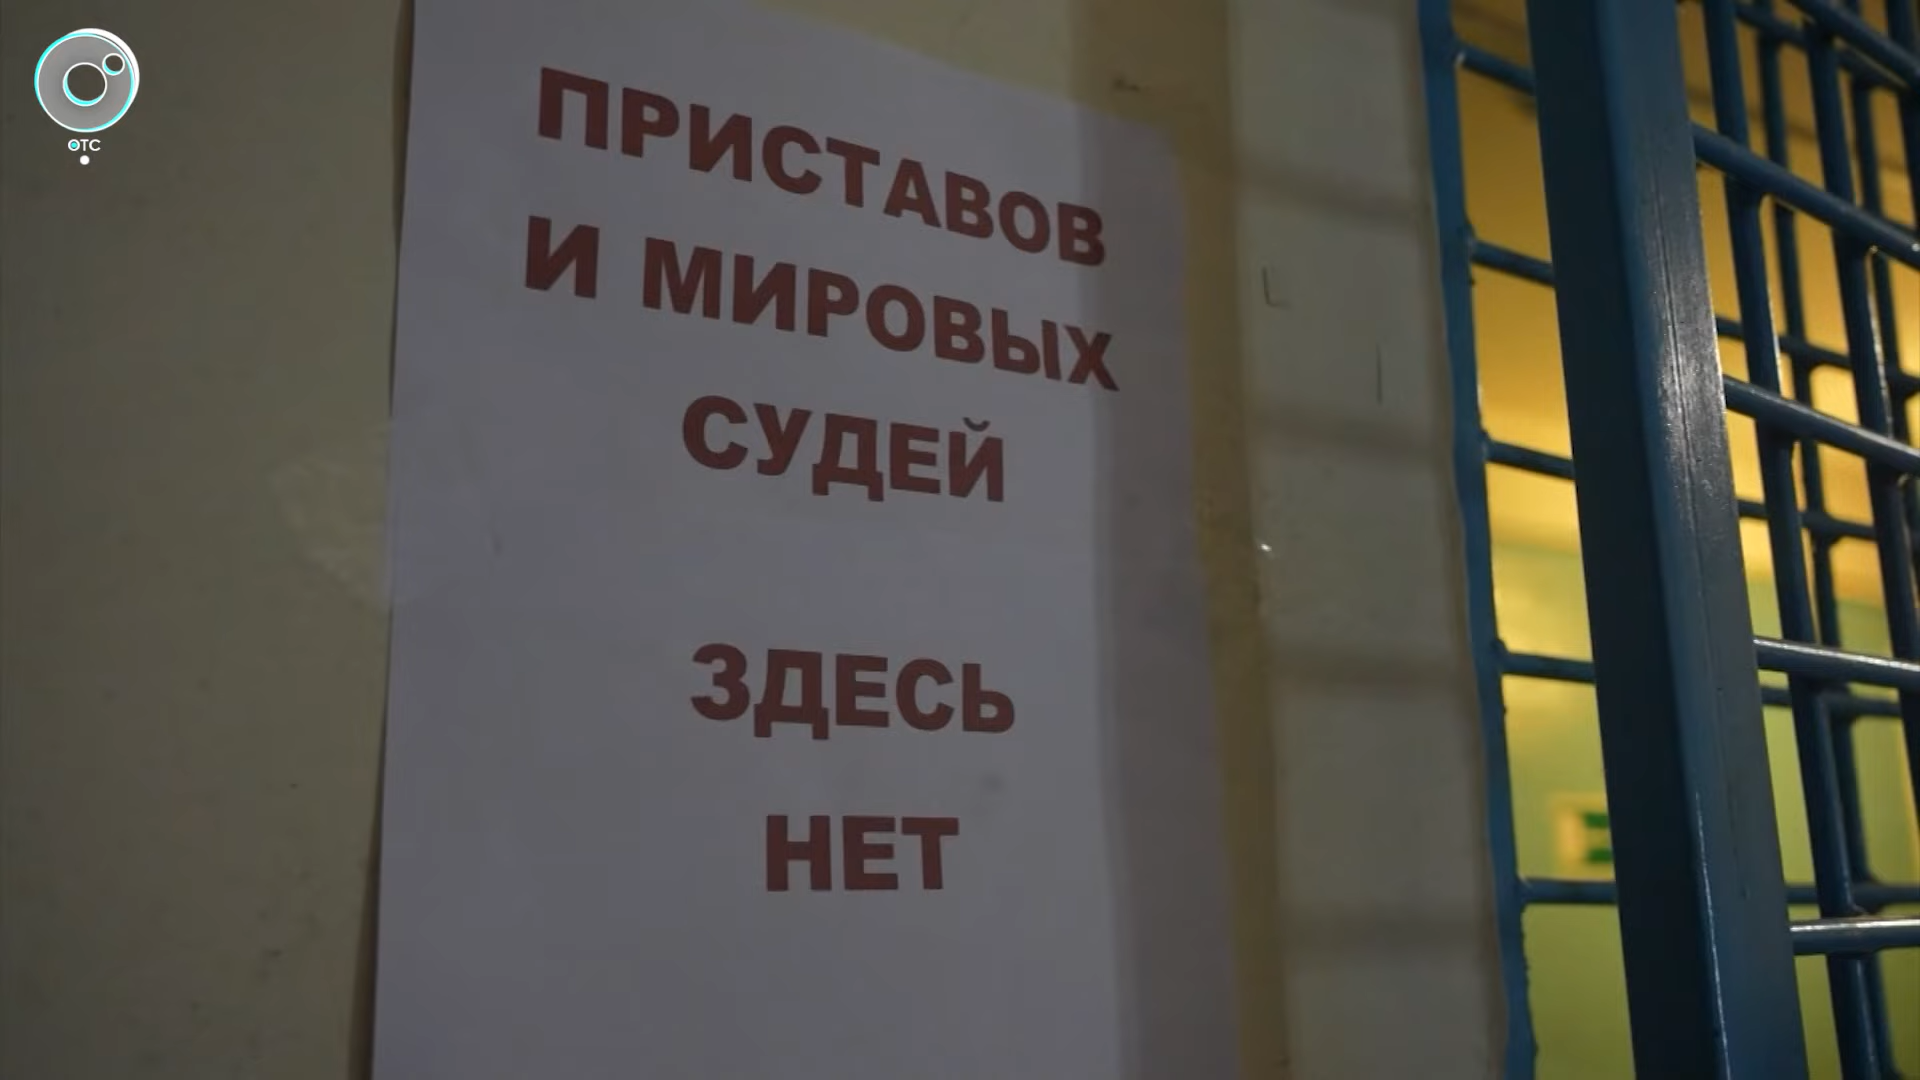 ОТС
ПРИСТАВОВ
И МИРОВЫХ
СУДЕЙ
ЗДЕСЬ
НЕТ